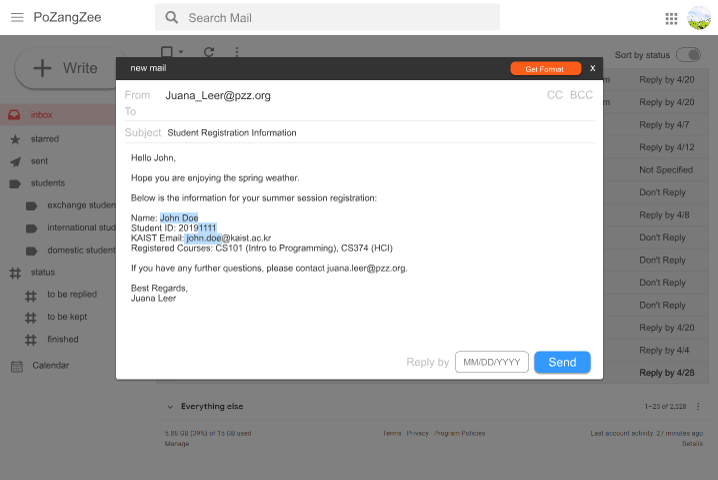 PoZangZee
Search Mail
Write
Sort by status
new mail
Get Format
X
From Juana_Leer@pzz.org
CC BCC
To
Subject Student Registration Information
Hello John,
Hope you are enjoying the spring weather.
Below is the information for your summer session registration:
Name: John Doe
Student ID: 20191111
KAIST Email: john.doe@kaist.ac.kr
Registered Courses: CS101 (Intro to Programming), CS374 (HCI)
If you have any further questions, please contact juana.leer@pzz.org.
Best Regards,
Juana Leer
Reply by MM/DD/YYYY Send
inbox
starred
sent
students
exchange studen
international stud
domestic studen
status
to be replied
to be kept
finished
Calendar
m Reply by 4/20
m Reply by 4/20
Reply by 4/7
Reply by 4/12
Not Specified
Don't Reply
Reply by 4/8
Don't Reply
Don't Reply
Don't Reply
Don't Reply
Reply by 4/20
Reply by 4/4
Reply by 4/28
Everything else
1–25 of 2,528
5.86 GB (39%) of 15 GB used
Manage
Terms · Privacy · Program Policies
Last account activity: 27 minutes ago
Details